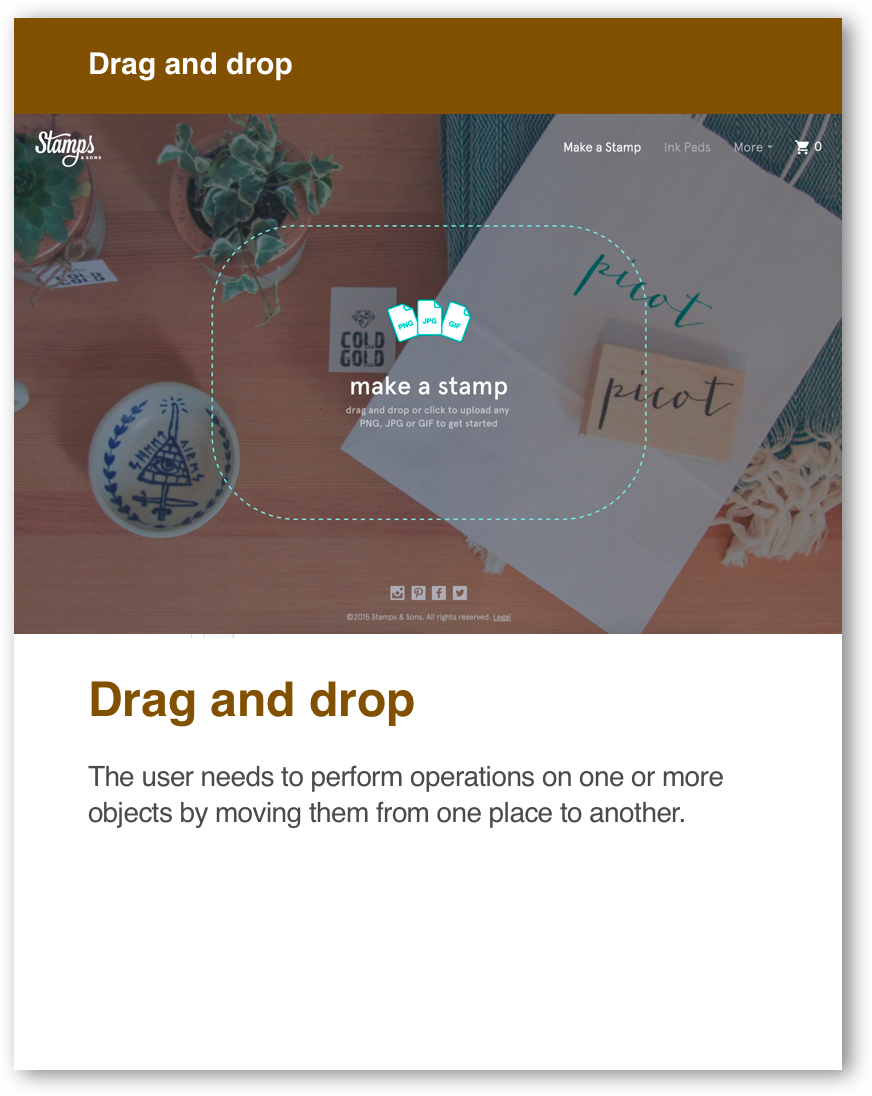 Drag and drop
Stamps
& SONS
Make a Stamp Ink Pads More 0
picot
COLD
GOLD
PNG JPG GIF
COLD
GOLD
make a stamp
picot
drag and drop or click to upload any
PNG, JPG or GIF to get started
©2015 Stamps & Sons. All rights reserved. Legal
Drag and drop
The user needs to perform operations on one or more
objects by moving them from one place to another.